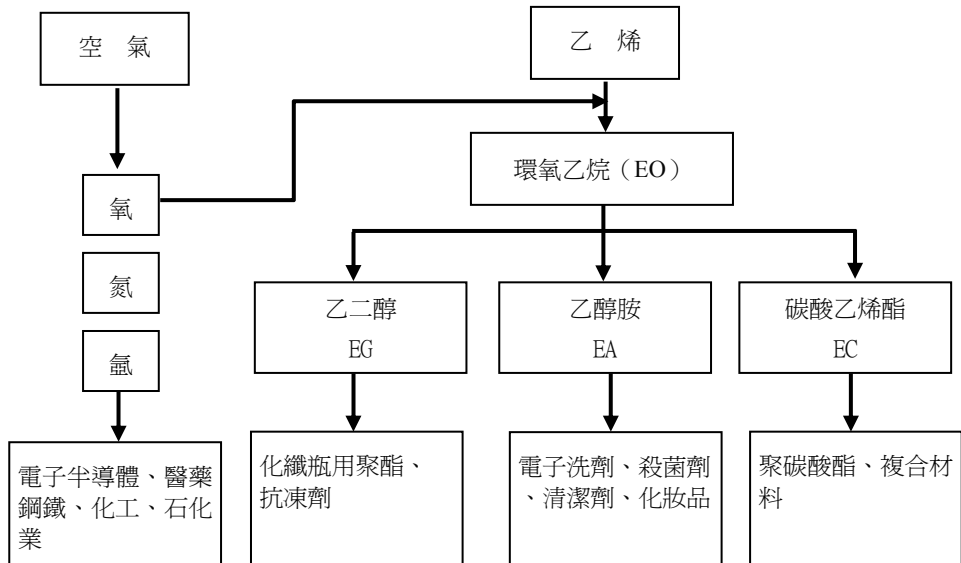 空 氣
乙 烯
環氧乙烷（EO）
氧
氮
氬
乙二醇
EG
乙醇胺
EA
碳酸乙烯酯
EC
電子半導體、醫藥
鋼鐵、化工、石化
業
化纖瓶用聚酯、
抗凍劑
電子洗劑、殺菌劑
、清潔劑、化妝品
聚碳酸酯、複合材
料